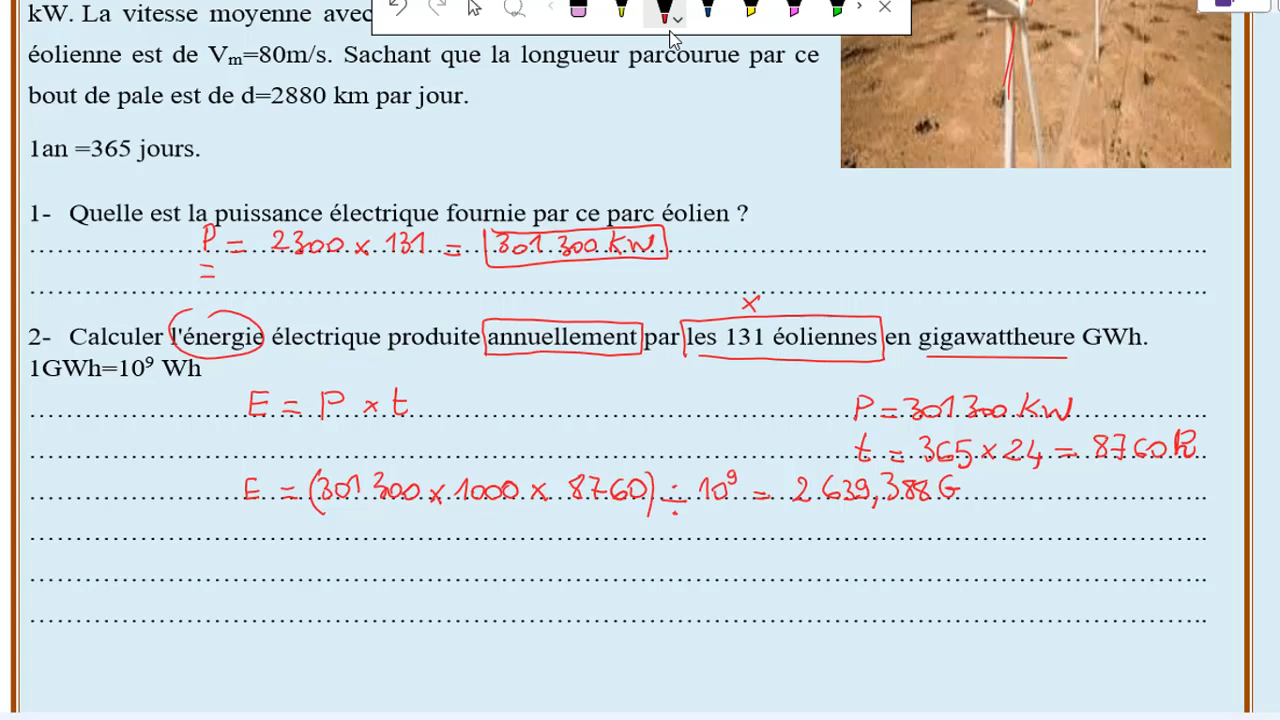 kW. La vitesse moyenne avec
éolienne est de Vm=80m/s. Sachant que la longueur parcourue par ce
bout de pale est de d=2880 km par jour.
1an =365 jours.
1- Quelle est la puissance électrique fournie par ce parc éolien ?
P = 2300 × 131 = 301 300 KW
=
×
2- Calculer l'énergie électrique produite annuellement par les 131 éoliennes en gigawattheure GWh.
1GWh=10⁹ Wh
E = P × t
P = 301 300 KW
t = 365 × 24 = 8760 h
E = (301 300 × 1000 × 8760) ÷ 10⁹ = 2 639,388 G